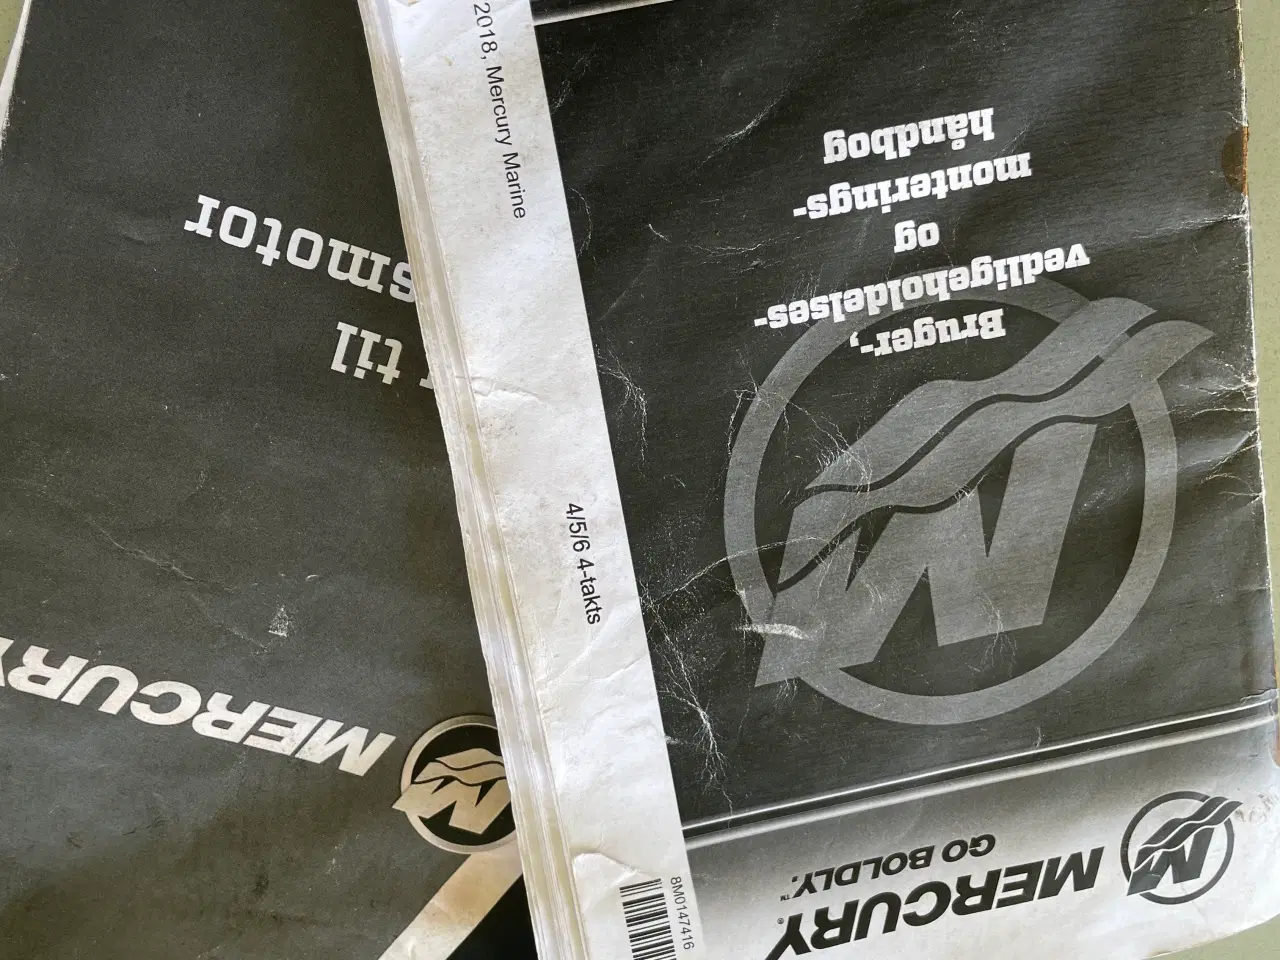 MERCURY®
GO BOLDLY.™
Bruger-,
vedligeholdelses-
og
monterings-
håndbog
2018, Mercury Marine
4/5/6 4-takts
8M0147416
MERCURY
til
smotor